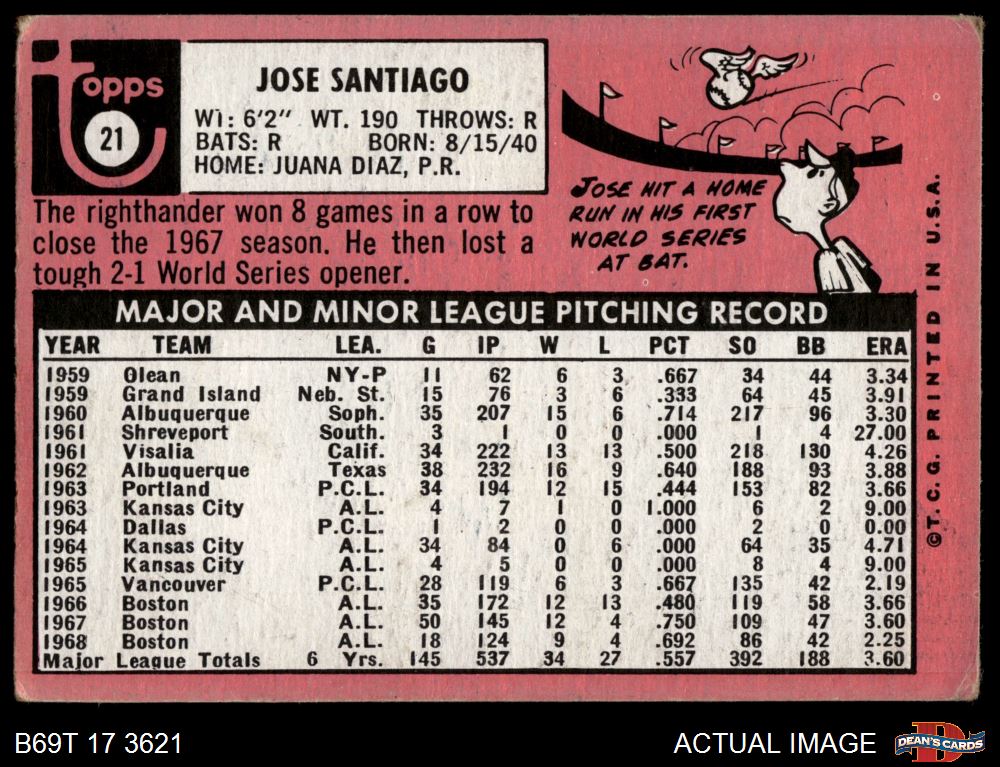 topps
21
JOSE SANTIAGO
WT: 6'2" WT. 190 THROWS: R
BATS: R BORN: 8/15/40
HOME: JUANA DIAZ, P.R.
The righthander won 8 games in a row to
close the 1967 season. He then lost a
tough 2-1 World Series opener.
JOSE HIT A HOME
RUN IN HIS FIRST
WORLD SERIES
AT BAT.
MAJOR AND MINOR LEAGUE PITCHING RECORD
YEAR TEAM LEA. G IP W L PCT SO BB ERA
1959 Olean NY-P 11 62 6 3 .667 34 44 3.34
1959 Grand Island Neb. St. 15 76 3 6 .333 64 45 3.91
1960 Albuquerque Soph. 35 207 15 6 .714 217 96 3.30
1961 Shreveport South. 3 1 0 0 .000 1 4 27.00
1961 Visalia Calif. 34 222 13 13 .500 218 130 4.26
1962 Albuquerque Texas 38 232 16 9 .640 188 93 3.88
1963 Portland P.C.L. 34 194 12 15 .444 153 82 3.66
1963 Kansas City A.L. 4 7 1 0 1.000 6 2 9.00
1964 Dallas P.C.L. 1 2 0 0 .000 2 0 0.00
1964 Kansas City A.L. 34 84 0 6 .000 64 35 4.71
1965 Kansas City A.L. 4 5 0 0 .000 8 4 9.00
1965 Vancouver P.C.L. 28 119 6 3 .667 135 42 2.19
1966 Boston A.L. 35 172 12 13 .480 119 58 3.66
1967 Boston A.L. 50 145 12 4 .750 109 47 3.60
1968 Boston A.L. 18 124 9 4 .692 86 42 2.25
Major League Totals 6 Yrs. 145 537 34 27 .557 392 188 3.60
©T.C.G. PRINTED IN U.S.A.
B69T 17 3621
ACTUAL IMAGE
D
DEAN'S CARDS